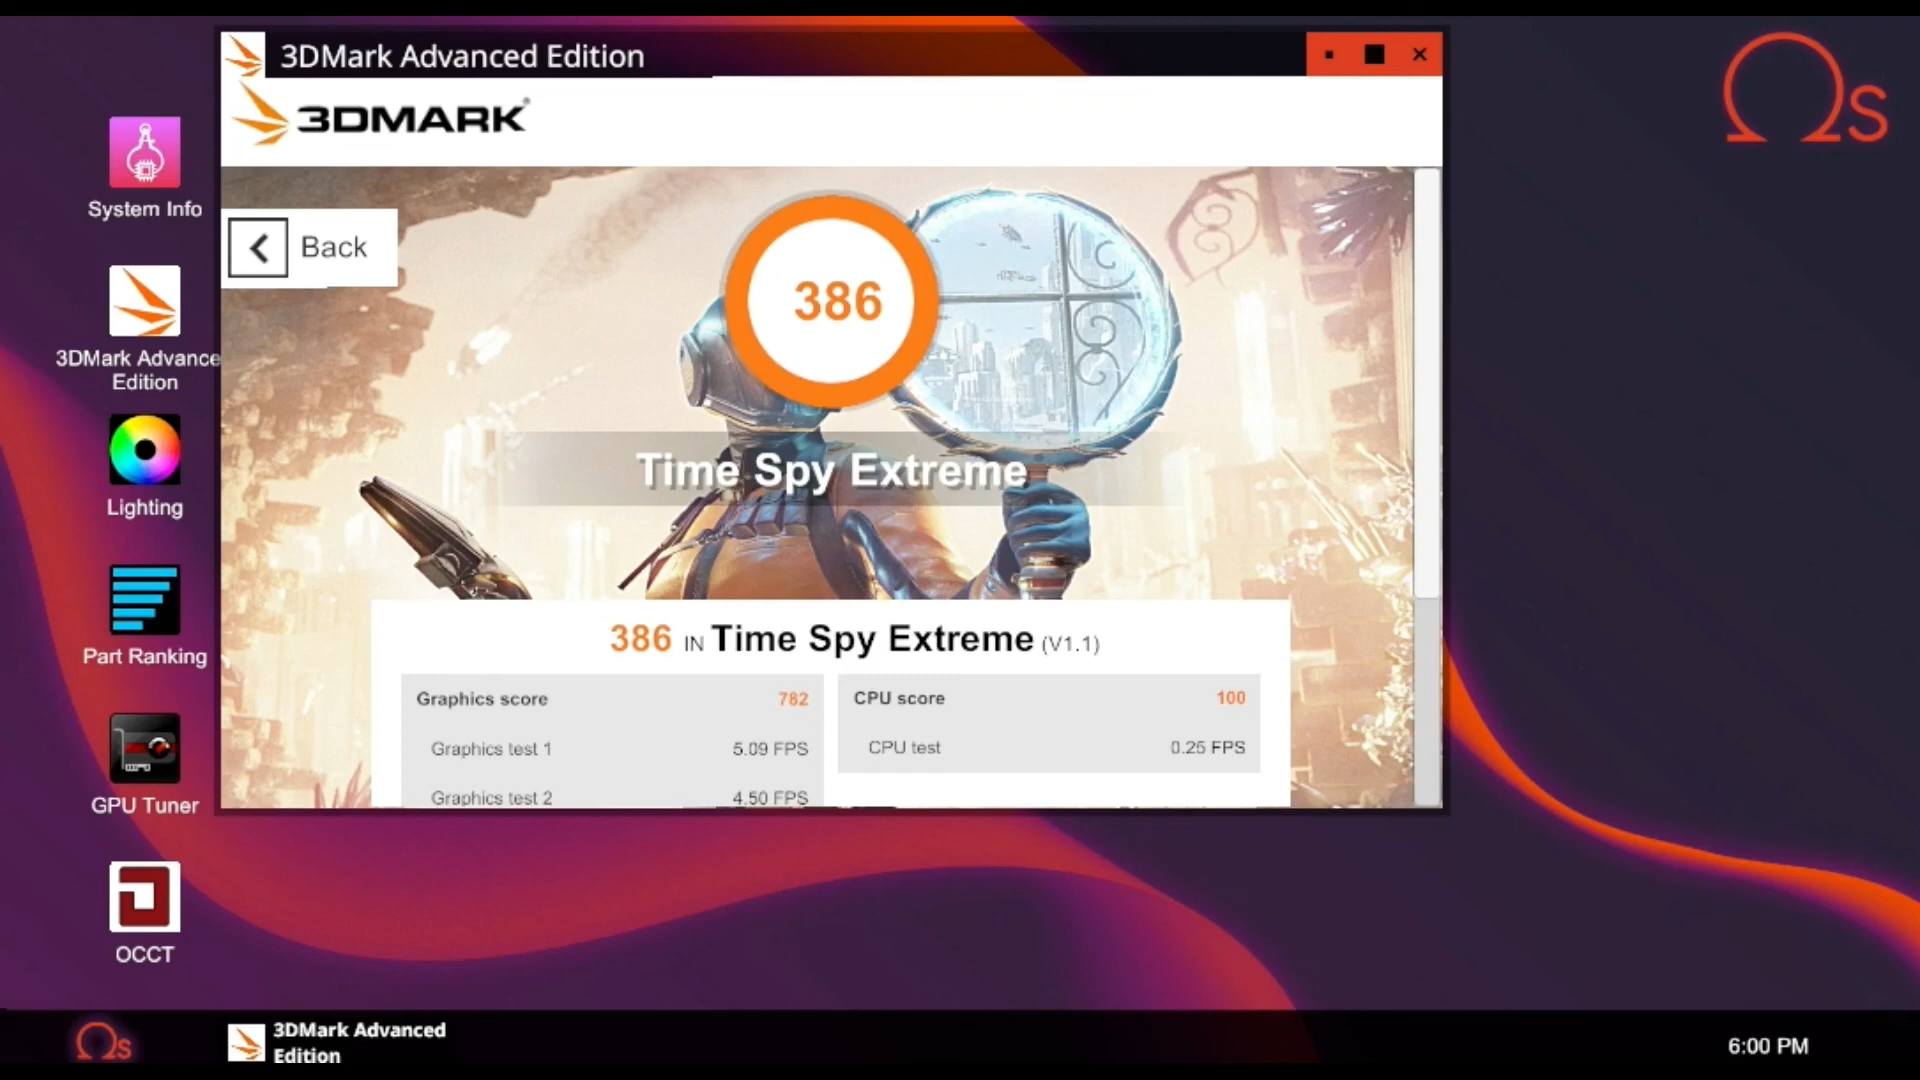 3DMark Advanced Edition
3DMARK
Ωs
System Info
Back
386
3DMark Advance
Edition
Time Spy Extreme
Lighting
386 IN Time Spy Extreme (V1.1)
Part Ranking
Graphics score 782
Graphics test 1 5.09 FPS
Graphics test 2 4.50 FPS
CPU score 100
CPU test 0.25 FPS
GPU Tuner
OCCT
Ωs
3DMark Advanced
Edition
6:00 PM